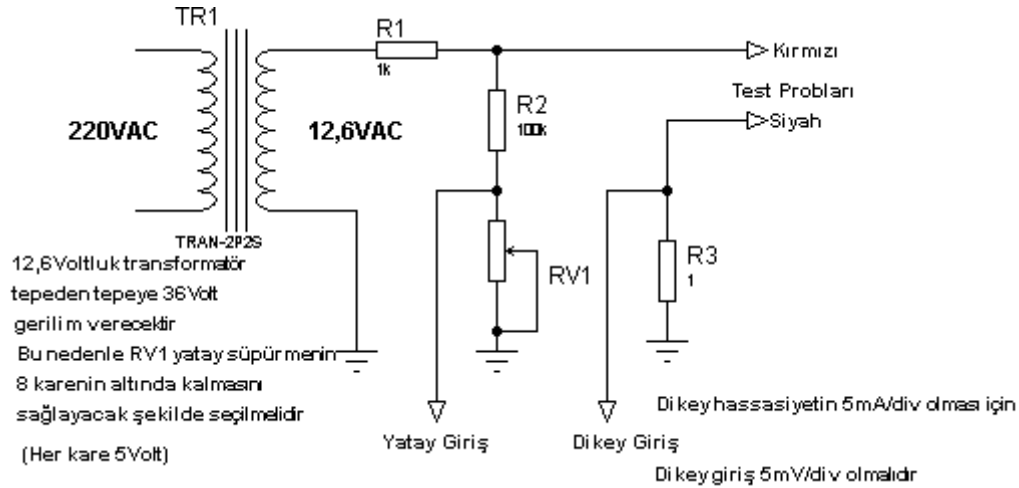 TR1
220VAC
12,6VAC
TRAN-2P2S
R1
1k
R2
100k
RV1
R3
1
Kırmızı
Test Probları
Siyah
12,6Voltluk transformatör
tepeden tepeye 36Volt
gerilim verecektir
Bu nedenle RV1 yatay süpürmenin
8 karenin altında kalmasını
sağlayacak şekilde seçilmelidir
(Her kare 5Volt)
Yatay Giriş
Dikey Giriş
Dikey hassasiyetin 5mA/div olması için
Dikey giriş 5mV/div olmalıdır